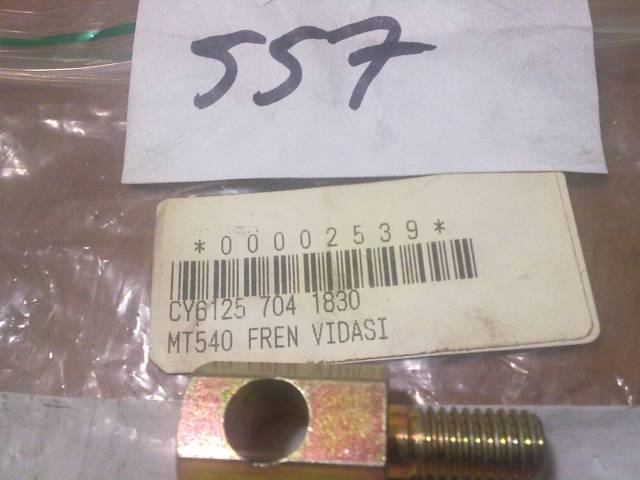 557
*00002539*
CY6125 704 1830
MT540 FREN VIDASI